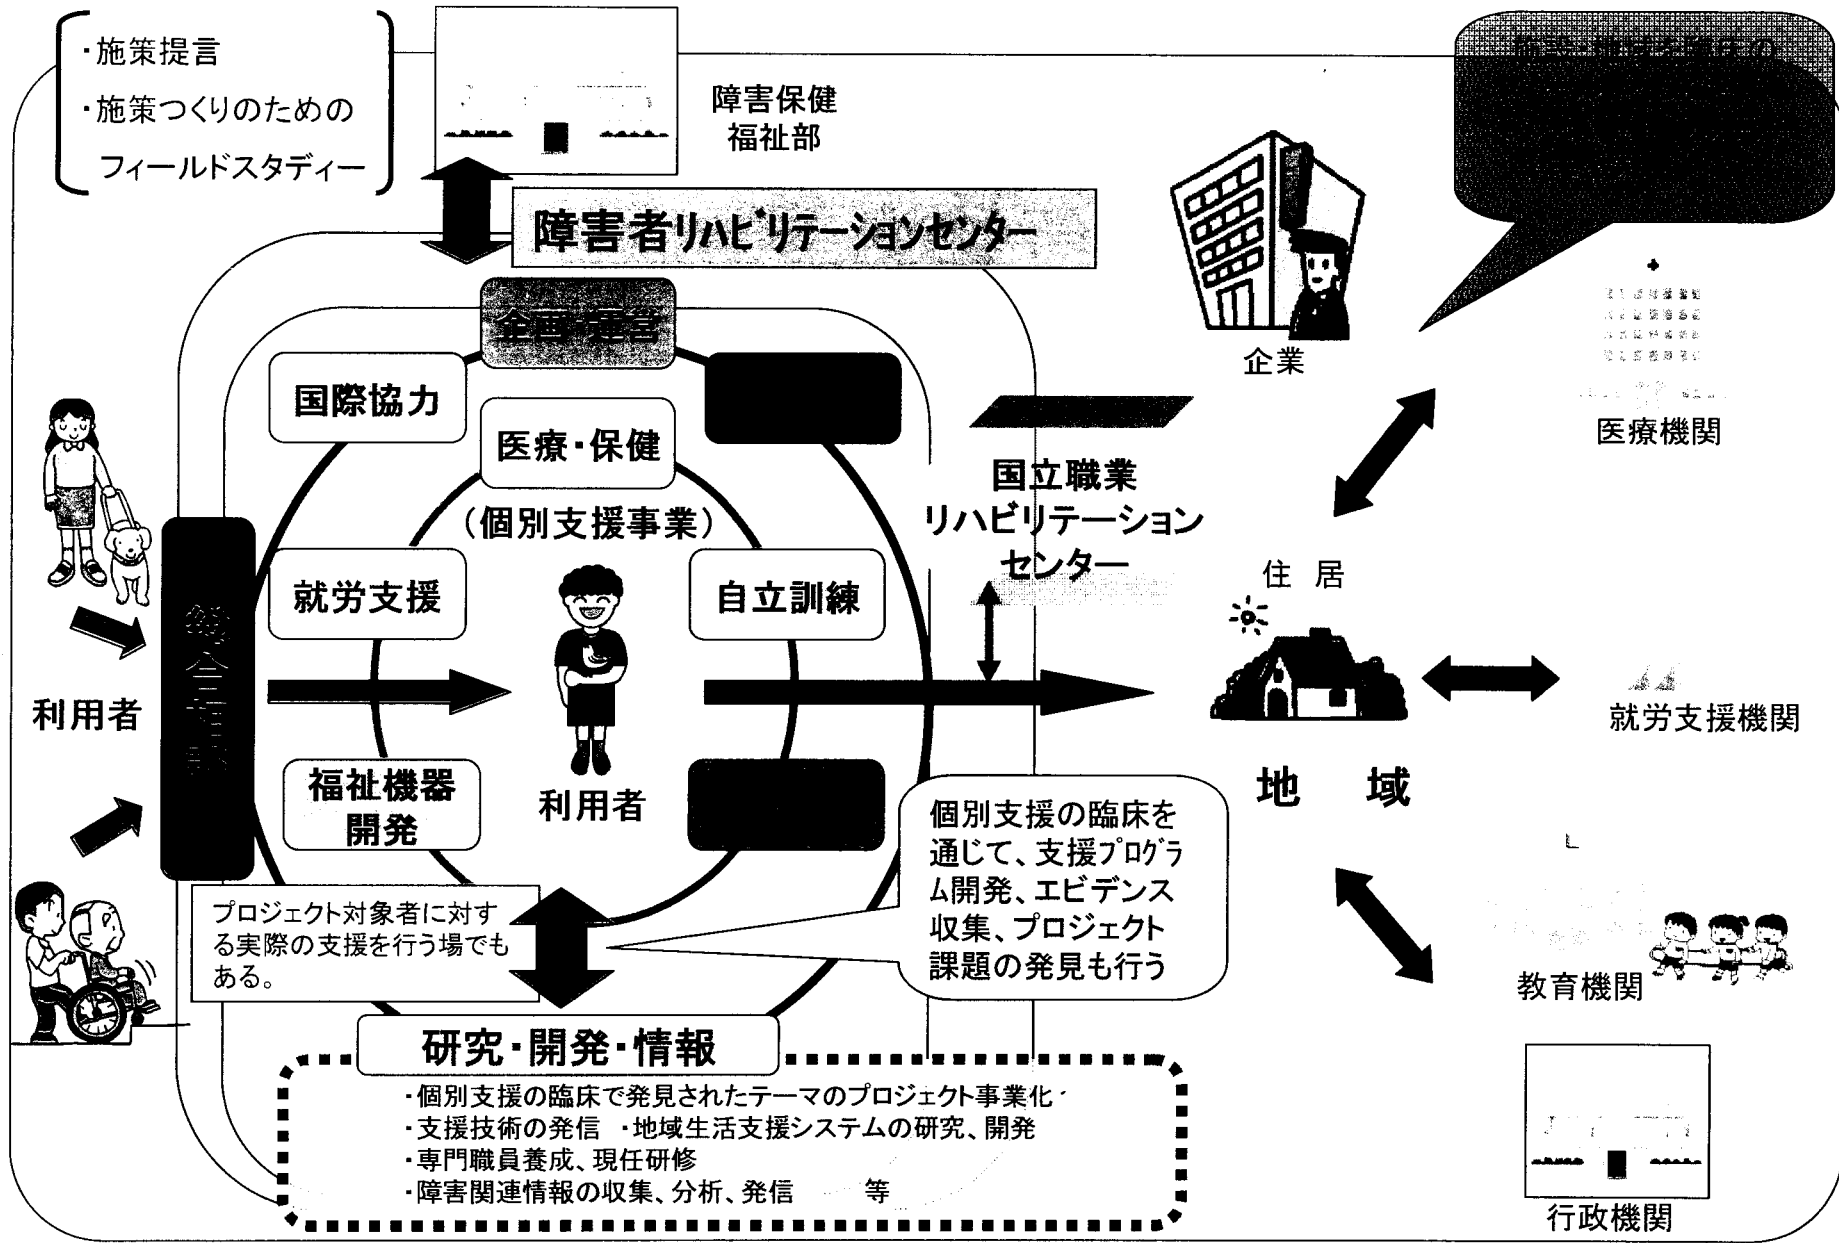 ・施策提言
・施策つくりのための
フィールドスタディー
障害保健
福祉部
障害者リハビリテーションセンター
企画・運営
国際協力
医療・保健
（個別支援事業）
就労支援
自立訓練
総合相談
利用者
利用者
福祉機器
開発
国立職業
リハビリテーション
センター
企業
医療機関
住 居
地 域
就労支援機関
教育機関
行政機関
個別支援の臨床を
通じて、支援プログラ
ム開発、エビデンス
収集、プロジェクト
課題の発見も行う
プロジェクト対象者に対す
る実際の支援を行う場でも
ある。
研究・開発・情報
・個別支援の臨床で発見されたテーマのプロジェクト事業化
・支援技術の発信 ・地域生活支援システムの研究、開発
・専門職員養成、現任研修
・障害関連情報の収集、分析、発信 等